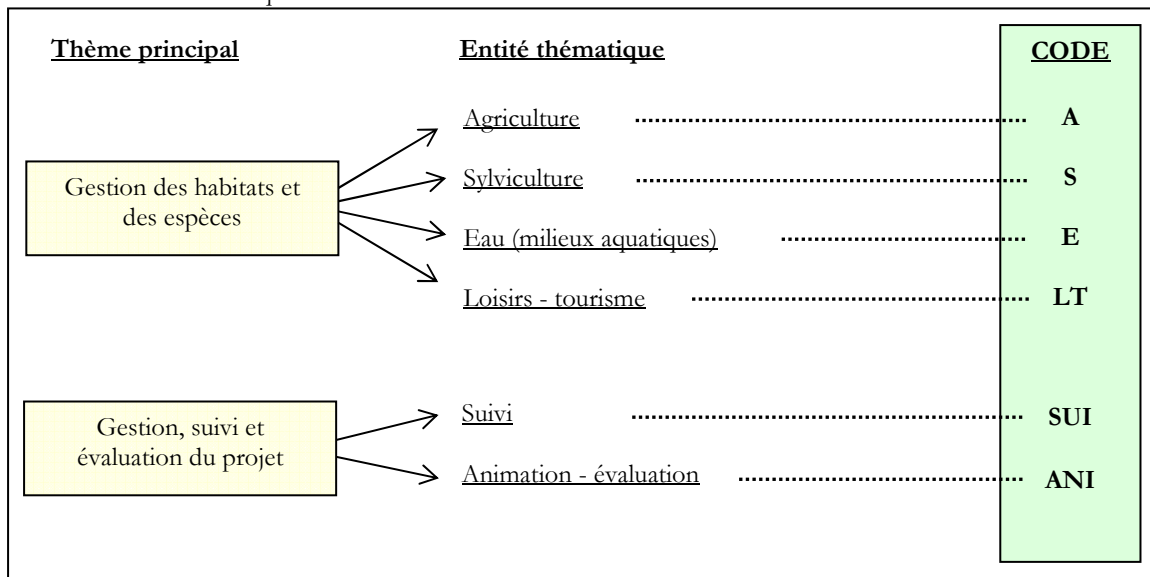 Thème principal Entité thématique CODE
Agriculture A
Gestion des habitats et
des espèces
Sylviculture S
Eau (milieux aquatiques) E
Loisirs - tourisme LT
Gestion, suivi et
évaluation du projet
Suivi SUI
Animation - évaluation ANI